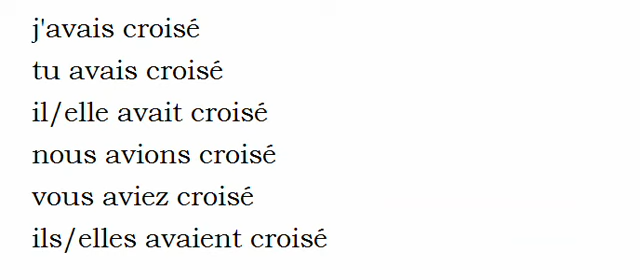 j'avais croisé
tu avais croisé
il/elle avait croisé
nous avions croisé
vous aviez croisé
ils/elles avaient croisé